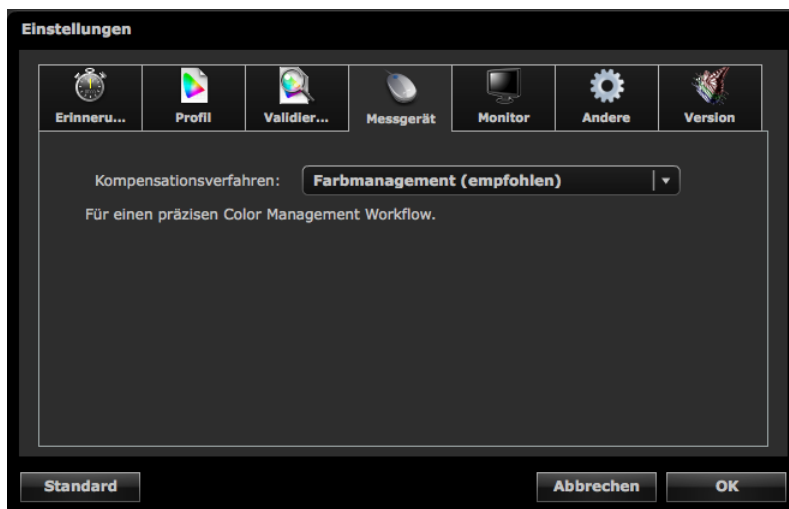 Einstellungen
Erinneru... Profil Validier... Messgerät Monitor Andere Version
Kompensationsverfahren: Farbmanagement (empfohlen)
Für einen präzisen Color Management Workflow.
Standard Abbrechen OK